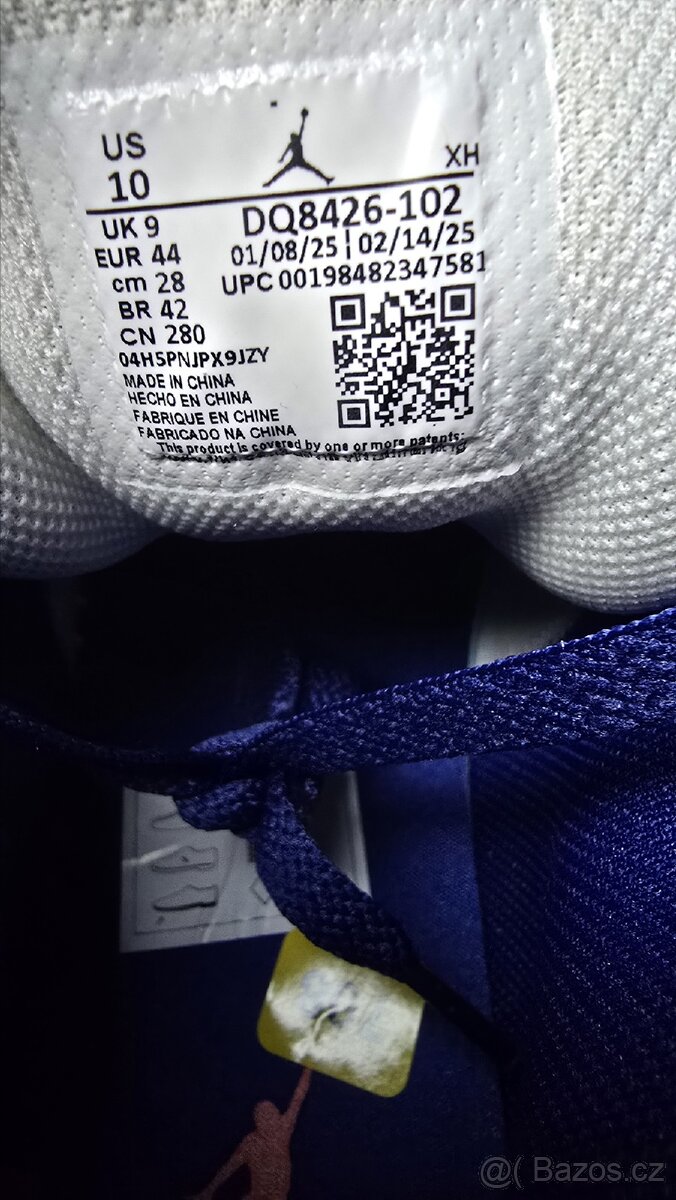 US
10
XH
UK 9
DQ8426-102
EUR 44
01/08/25 | 02/14/25
cm 28
UPC 00198482347581
BR 42
CN 280
04H5PNJPX9JZY
MADE IN CHINA
HECHO EN CHINA
FABRIQUE EN CHINE
FABRICADO NA CHINA
This product is covered by one or more patents:
@( Bazos.cz